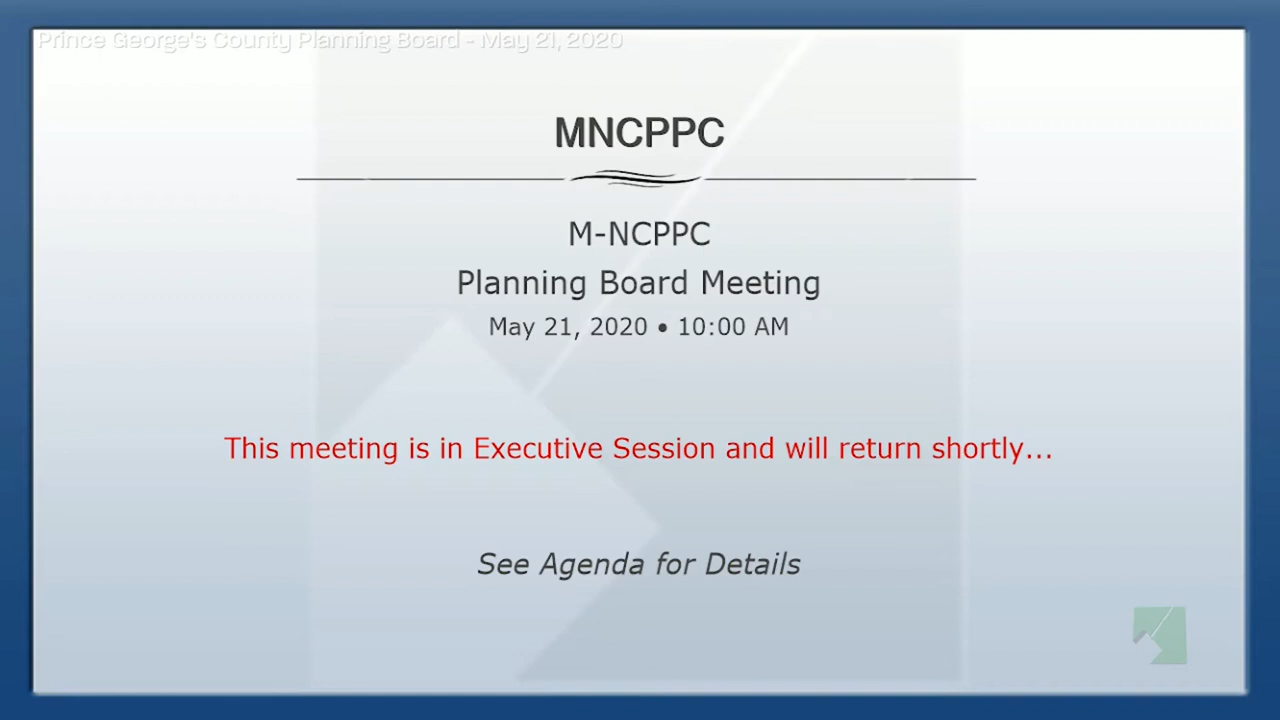 Prince George's County Planning Board - May 21, 2020
MNCPPC
M-NCPPC
Planning Board Meeting
May 21, 2020 • 10:00 AM
This meeting is in Executive Session and will return shortly...
See Agenda for Details